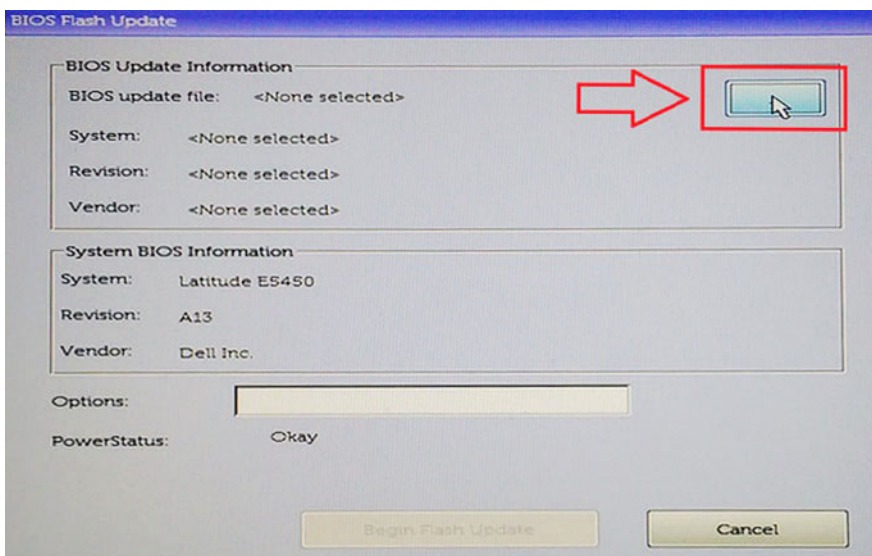 BIOS Flash Update
BIOS Update Information
BIOS update file: <None selected>
System: <None selected>
Revision: <None selected>
Vendor: <None selected>
System BIOS Information
System: Latitude E5450
Revision: A13
Vendor: Dell Inc.
Options:
PowerStatus: Okay
Begin Flash Update Cancel